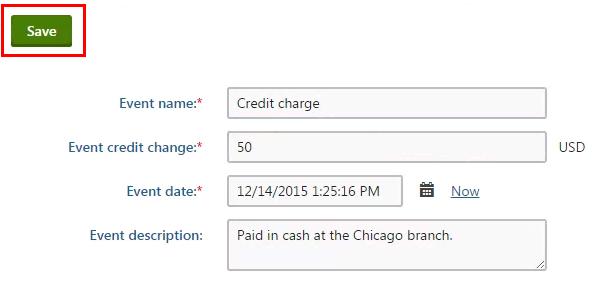 Save
Event name:* Credit charge
Event credit change:* 50 USD
Event date:* 12/14/2015 1:25:16 PM Now
Event description: Paid in cash at the Chicago branch.